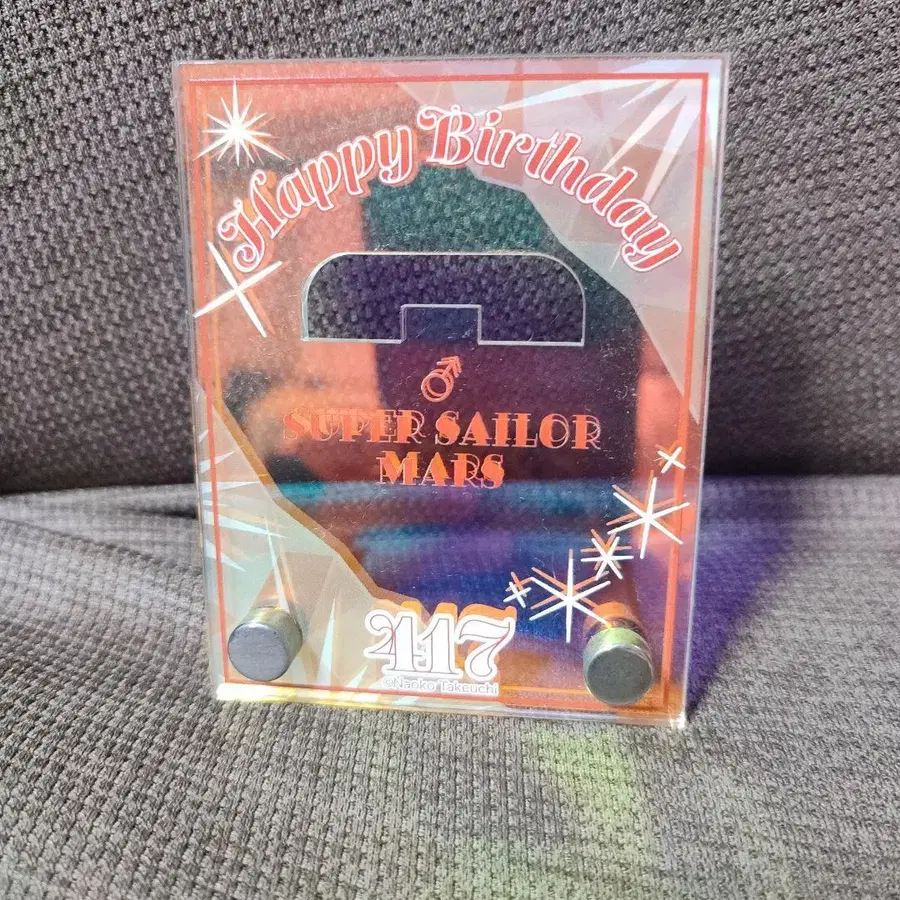 Happy Birthday
♂
SUPER SAILOR
MARS
417
©Naoko Takeuchi